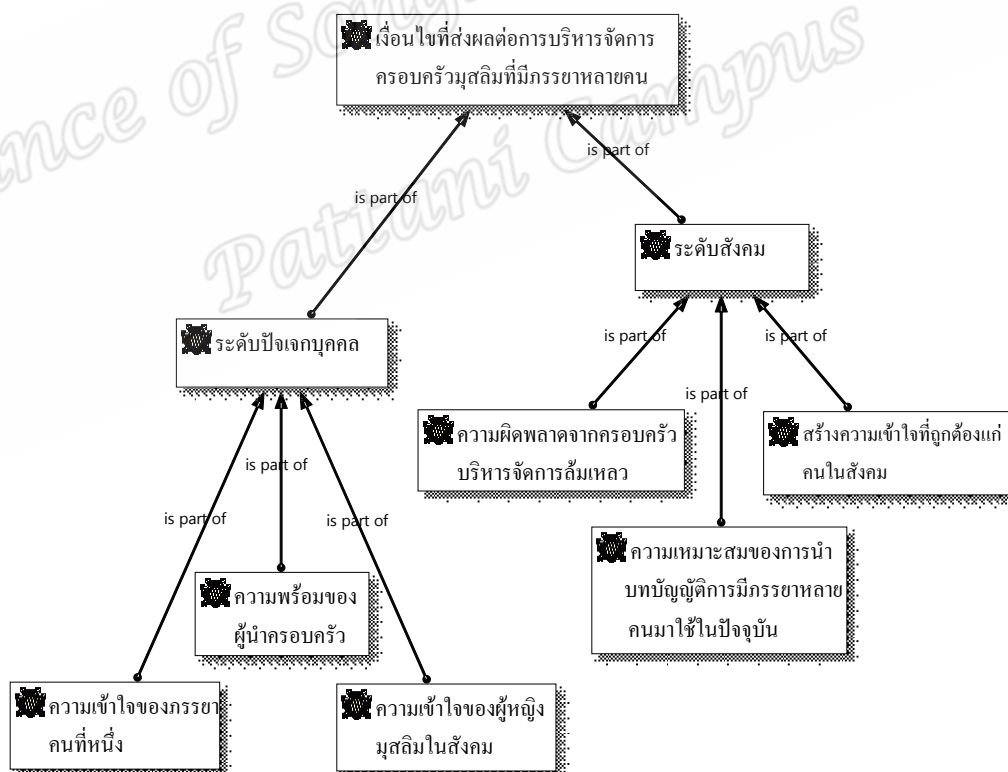 เงื่อนไขที่ส่งผลต่อการบริหารจัดการ
ครอบครัวมุสลิมที่มีภรรยาหลายคน
is part of
is part of
ระดับสังคม
ระดับปัจเจกบุคคล
is part of
is part of
is part of
ความผิดพลาดจากครอบครัว
บริหารจัดการล้มเหลว
สร้างความเข้าใจที่ถูกต้องแก่
คนในสังคม
is part of
is part of
is part of
ความเหมาะสมของการนำ
บทบัญญัติการมีภรรยาหลาย
คนมาใช้ในปัจจุบัน
ความพร้อมของ
ผู้นำครอบครัว
ความเข้าใจของภรรยา
คนที่หนึ่ง
ความเข้าใจของผู้หญิง
มุสลิมในสังคม
ance of Song
Pattani Campus